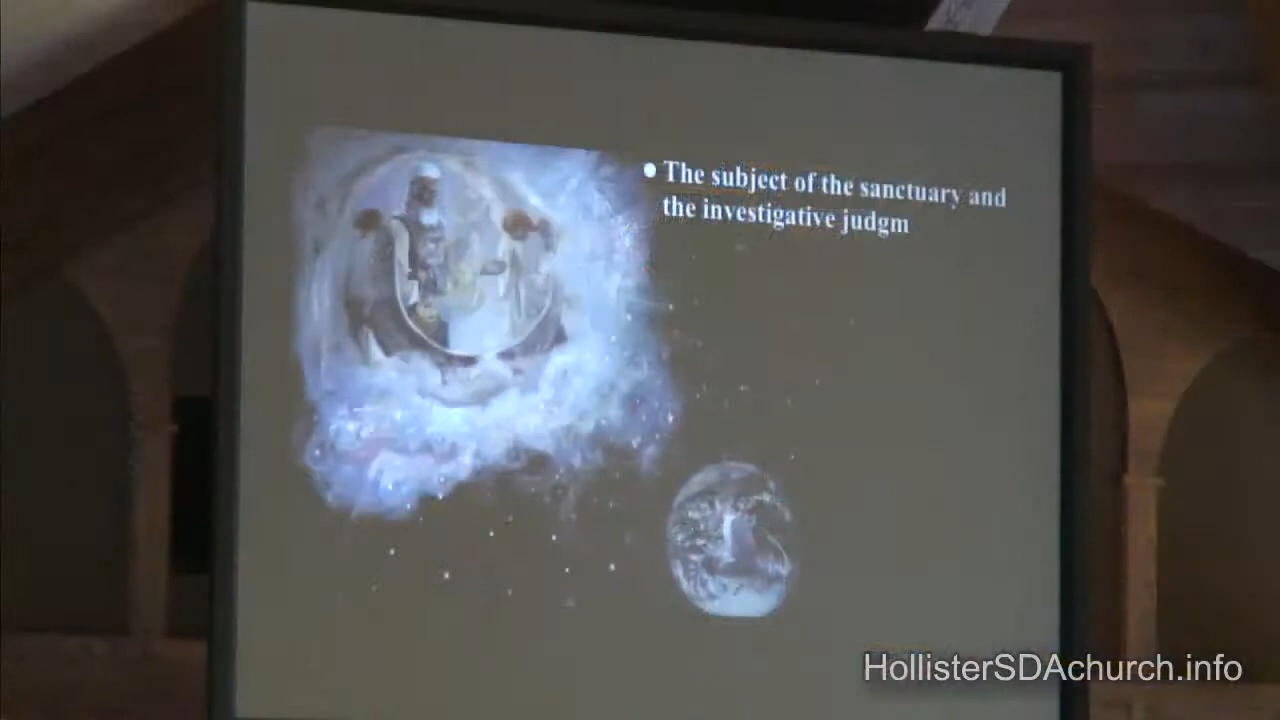 • The subject of the sanctuary and
the investigative judgm
HollisterSDAchurch.info